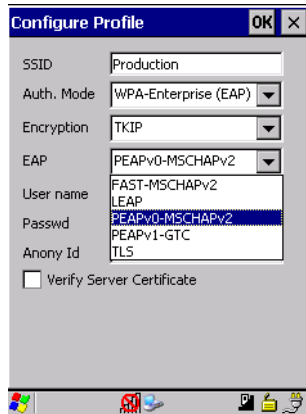 Configure Profile OK ×
SSID Production
Auth. Mode WPA-Enterprise (EAP)
Encryption TKIP
EAP PEAPv0-MSCHAPv2
FAST-MSCHAPv2
User name LEAP
PEAPv0-MSCHAPv2
Passwd PEAPv1-GTC
Anony Id TLS
Verify Server Certificate